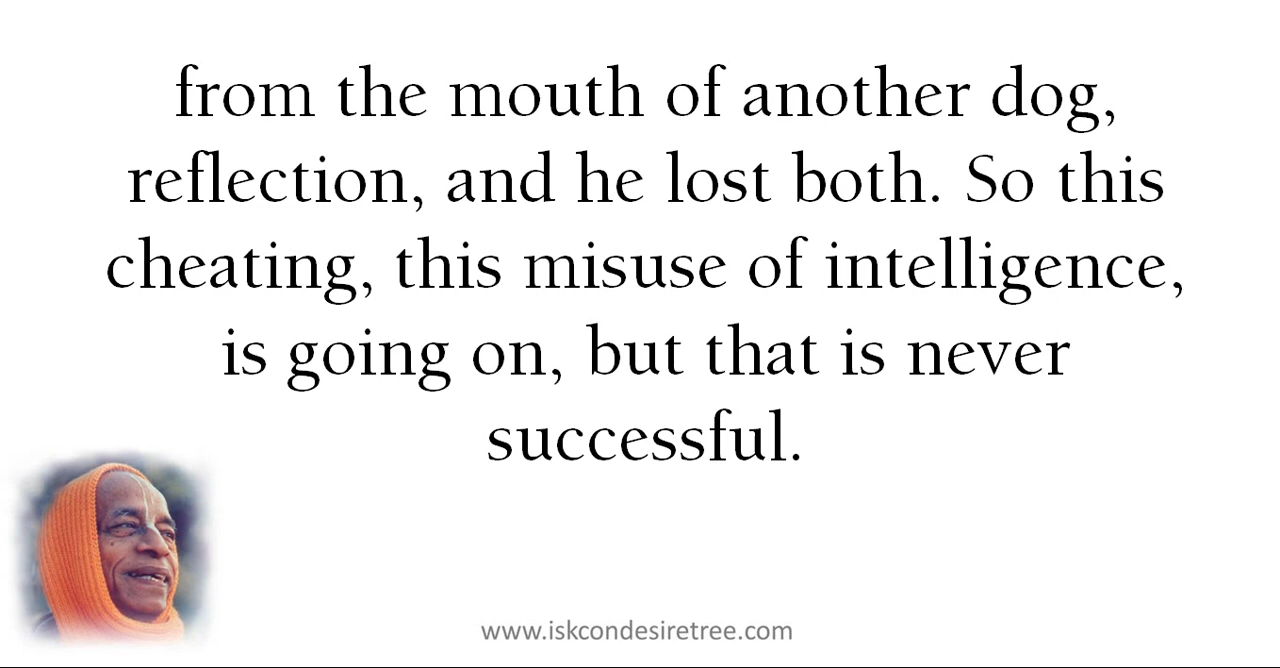 from the mouth of another dog,
reflection, and he lost both. So this
cheating, this misuse of intelligence,
is going on, but that is never
successful.
www.iskcondesiretree.com